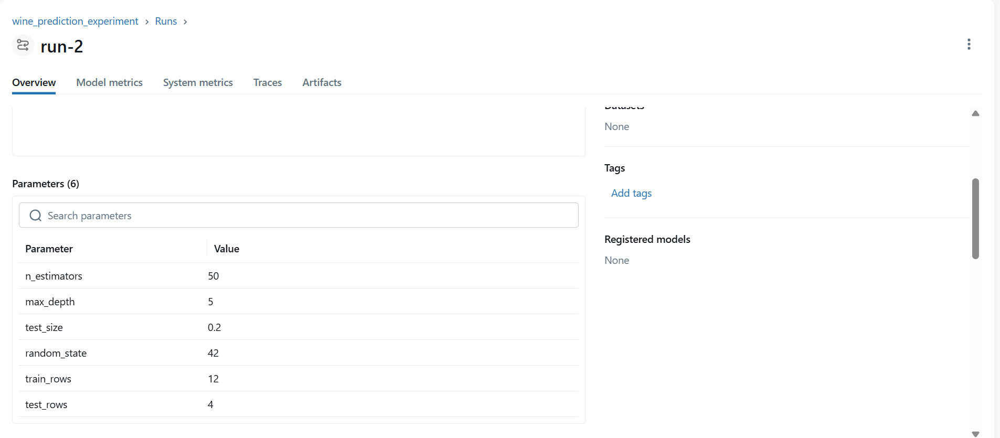 wine_prediction_experiment > Runs >
run-2
Overview Model metrics System metrics Traces Artifacts
Datasets
None
Tags
Add tags
Registered models
None
Parameters (6)
Search parameters
Parameter Value
n_estimators 50
max_depth 5
test_size 0.2
random_state 42
train_rows 12
test_rows 4